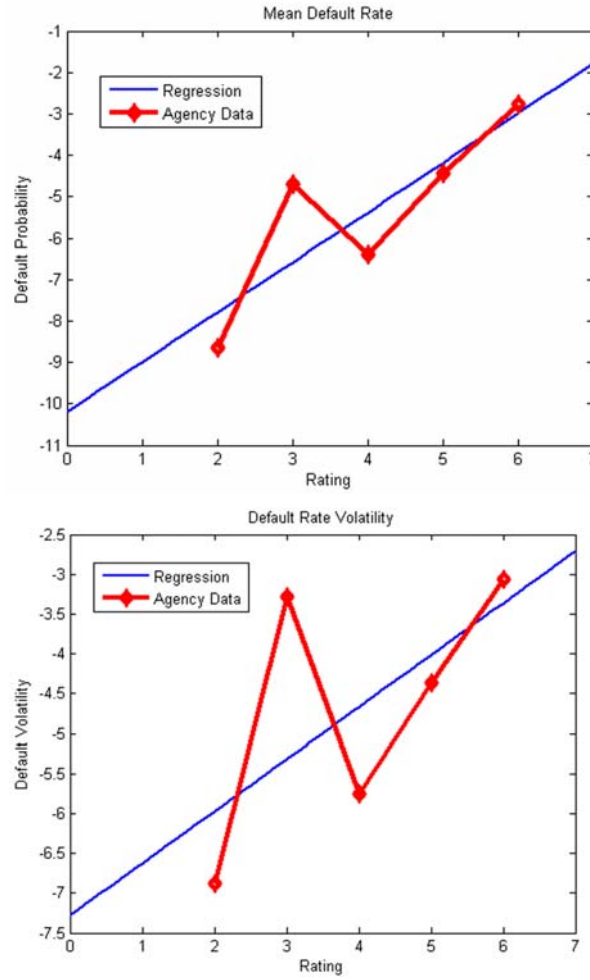 Mean Default Rate
-1
-2
-3
-4
-5
-6
-7
-8
-9
-10
-11
Default Probability
Regression
Agency Data
0 1 2 3 4 5 6
Rating
Default Rate Volatility
-2.5
-3
-3.5
-4
-4.5
-5
-5.5
-6
-6.5
-7
-7.5
Default Volatility
Regression
Agency Data
0 1 2 3 4 5 6 7
Rating